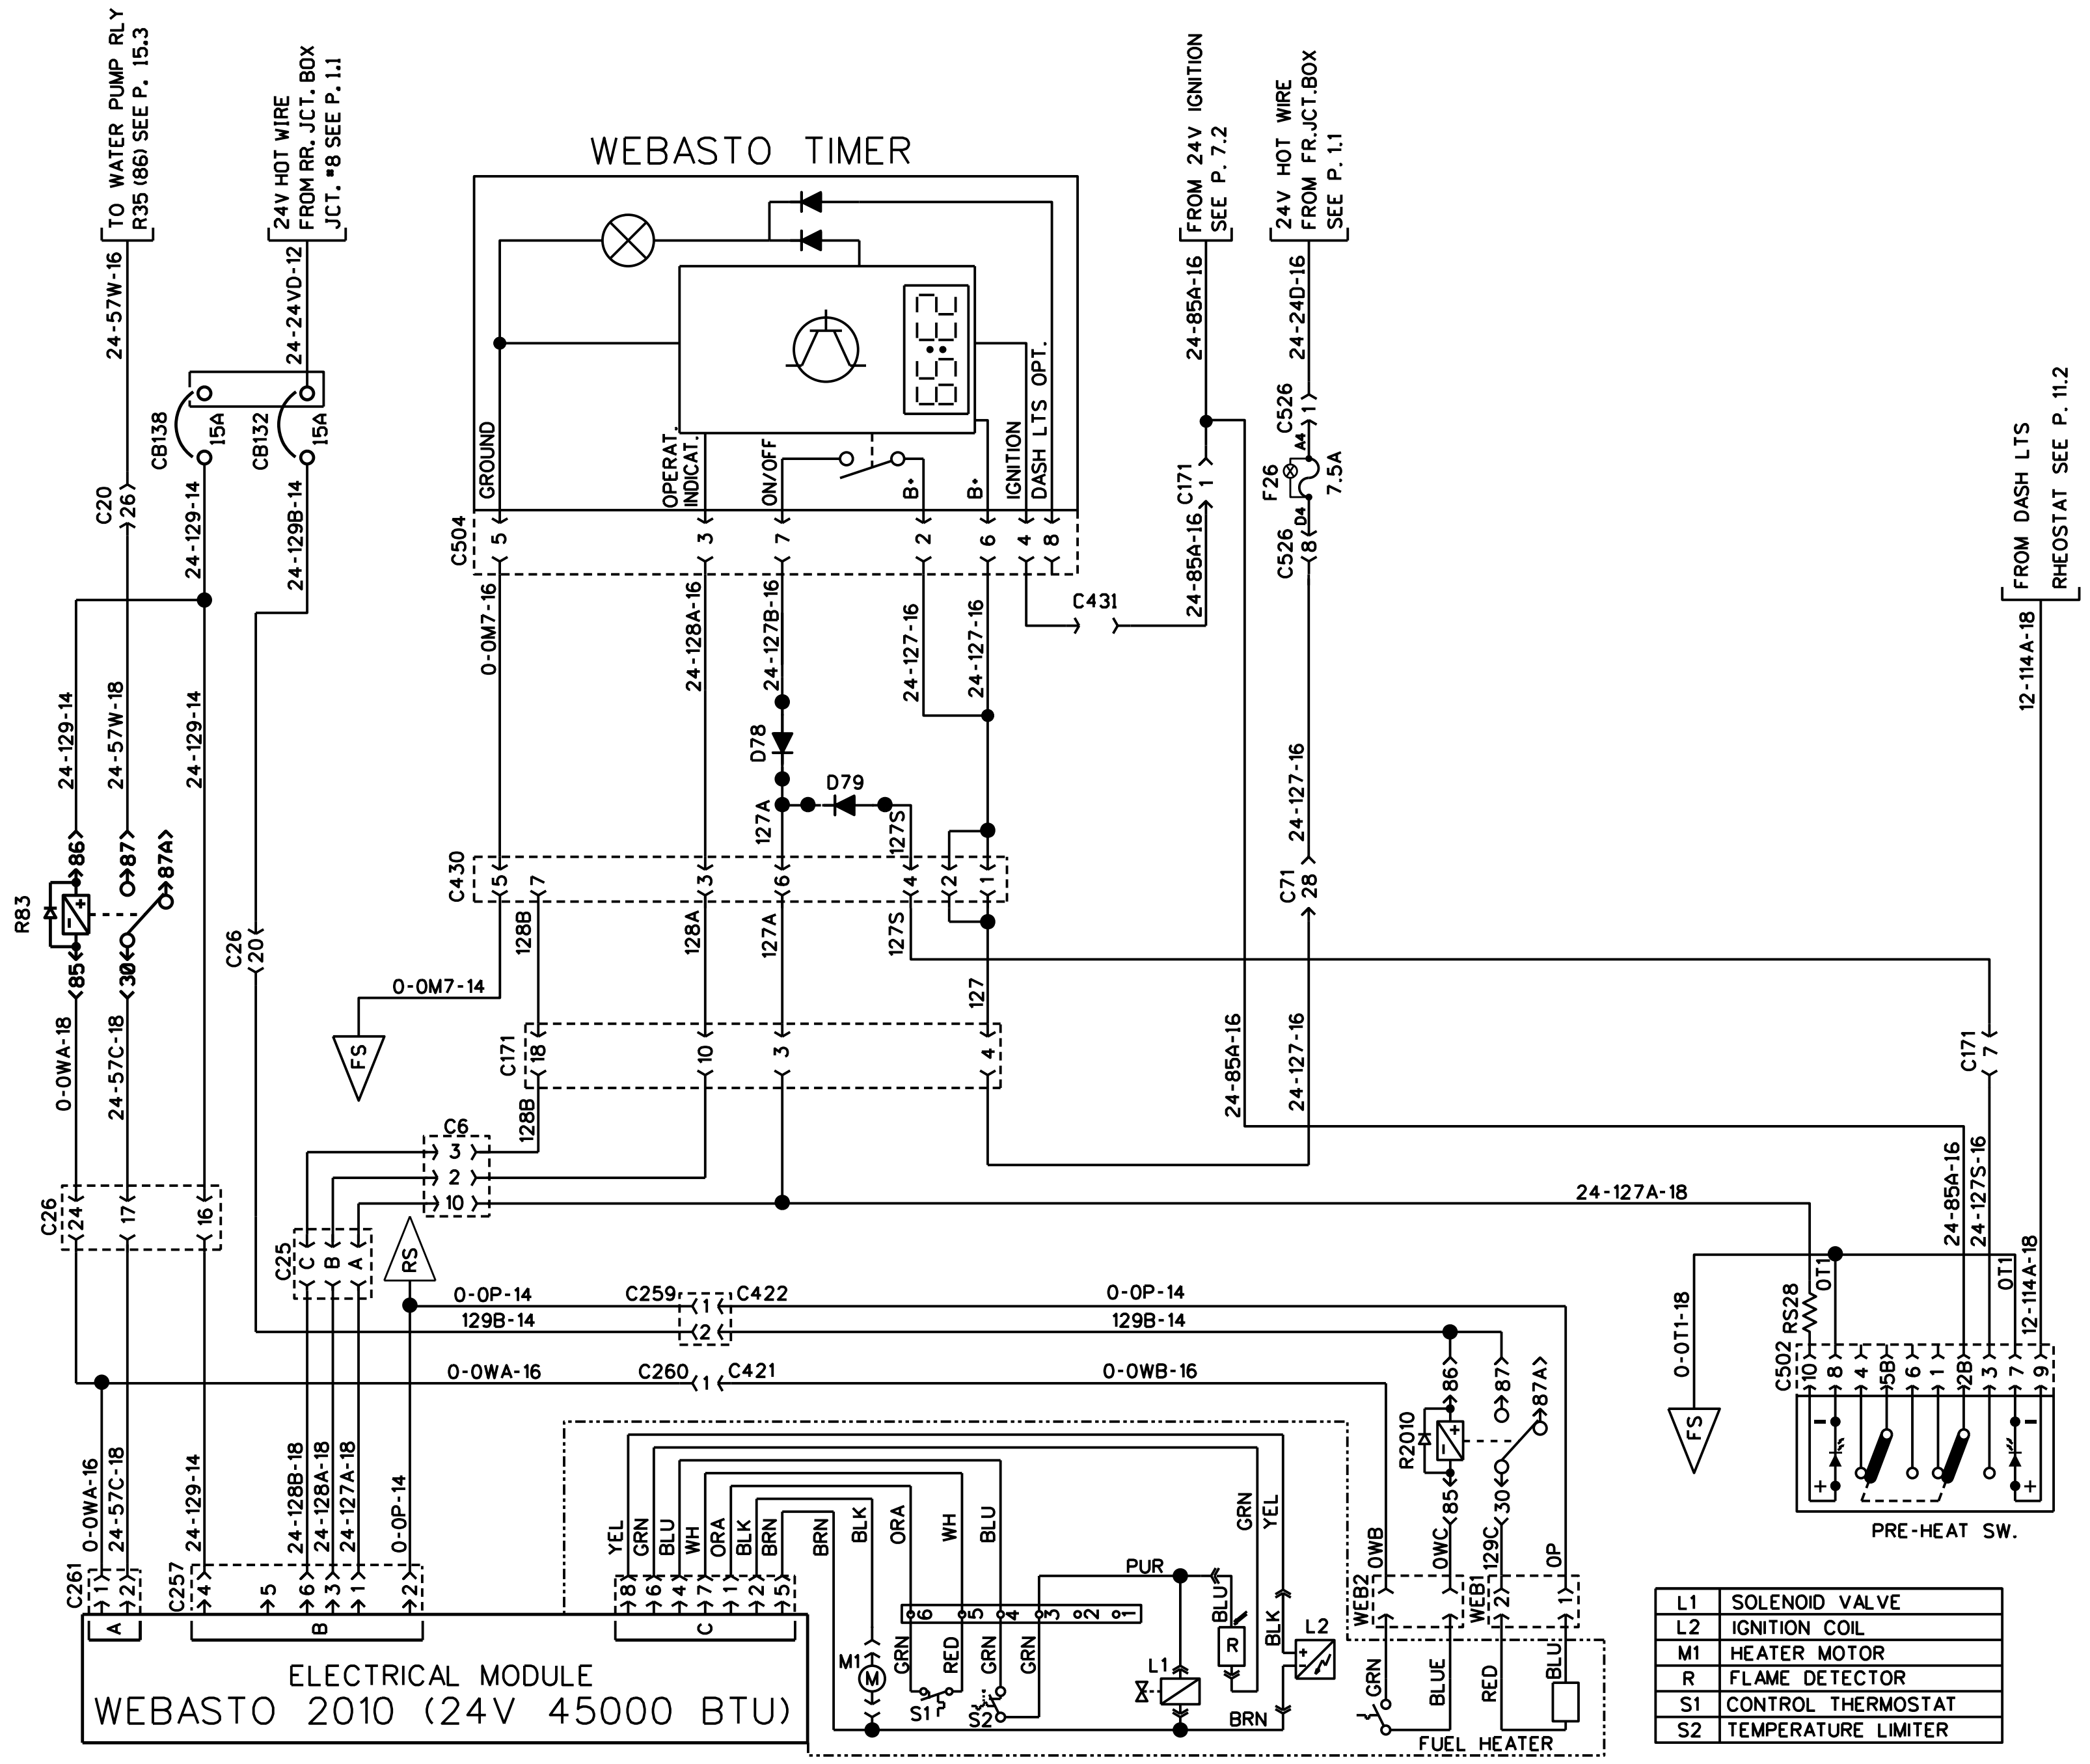 TO WATER PUMP RLY
R35 (86) SEE P. 15.3
24V HOT WIRE
FROM RR. JCT. BOX
JCT. #8 SEE P. 1.1
WEBASTO TIMER
FROM 24V IGNITION
SEE P. 7.2
24V HOT WIRE
FROM FR.JCT.BOX
SEE P. 1.1
FROM DASH LTS
RHEOSTAT SEE P. 11.2
24-57W-16
24-24VD-12
24-85A-16
24-24D-16
CB138
15A
CB132
15A
C20
26
24-129-14
24-129B-14
GROUND
OPERAT.
INDICAT.
ON/OFF
B+
B+
IGNITION
DASH LTS OPT.
C504
5
3
7
2
6
4
8
C171
1
24-85A-16
C431
C526
1
A4
F26
7.5A
D4
C526
8
12-114A-18
0-0M7-16
24-128A-16
24-127B-16
24-127-16
24-127-16
24-129-14
24-57W-18
24-129-14
D78
D79
127A
127S
24-127-16
C71
28
R83
86
87
87A
85
30
C26
20
C430
5
7
3
6
4
2
1
128B
128A
127A
127S
127
0-0M7-14
FS
0-0WA-18
24-57C-18
C171
18
10
3
4
128B
24-85A-16
24-127-16
C171
7
C6
3
2
10
24-127A-18
24-85A-16
24-127S-16
12-114A-18
C26
24
17
16
C25
C
B
A
RS
0-0P-14
C259
1
C422
0-0P-14
129B-14
2
129B-14
0-0WA-16
C260
1
C421
0-0WB-16
0-0T1-18
FS
RS28
0T1
0T1
C502
10
8
4
5B
6
1
2B
3
7
9
PRE-HEAT SW.
R2010
86
87
87A
85
30
0-0WA-16
24-57C-18
24-129-14
24-128B-18
24-128A-18
24-127A-18
0-0P-14
YEL
GRN
BLU
WH
ORA
BLK
BRN
BRN
BLK
ORA
WH
BLU
GRN
YEL
0WB
0WC
129C
0P
C261
1
2
C257
4
5
6
3
1
2
8
6
4
7
1
2
5
A
B
C
PUR
6
5
4
3
2
1
BLU
BLK
WEB2
WEB1
2
1
GRN
RED
GRN
GRN
M1
M
S1
S2
L1
R
L2
BRN
GRN
BLUE
RED
BLU
FUEL HEATER
ELECTRICAL MODULE
WEBASTO 2010 (24V 45000 BTU)
L1 SOLENOID VALVE
L2 IGNITION COIL
M1 HEATER MOTOR
R FLAME DETECTOR
S1 CONTROL THERMOSTAT
S2 TEMPERATURE LIMITER